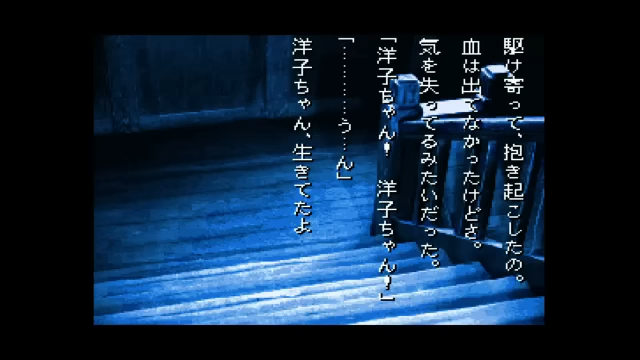 駆け寄って、抱き起こしたの。
血は出てなかったけどさ。
気を失ってるみたいだった。
「洋子ちゃん！　洋子ちゃん！」
「…………う…ん」
洋子ちゃん、生きてたよ